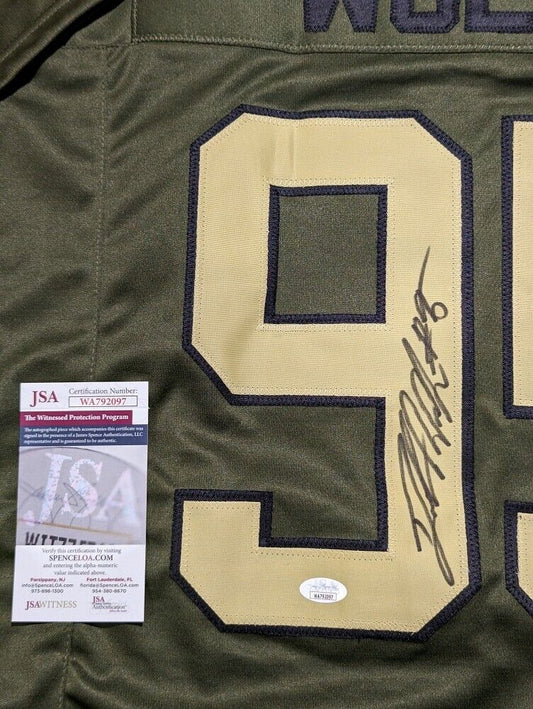 95
JSA Certification Number:
WA792097
The Witnessed Protection Program
The autographed piece which accompanies this certificate was
signed in the presence of a James Spence Authentication, LLC
representative and is guaranteed to be authentic.
JSA
Verify this certification by visiting
SPENCELOA.COM
and entering the alpha-numeric
value indicated above.
Parsippany, NJ Fort Lauderdale, FL
info@SpenceLOA.com florida@SpenceLOA.com
973-896-1300 954-380-8670
JSAWITNESS JSA Authentication
WA792097